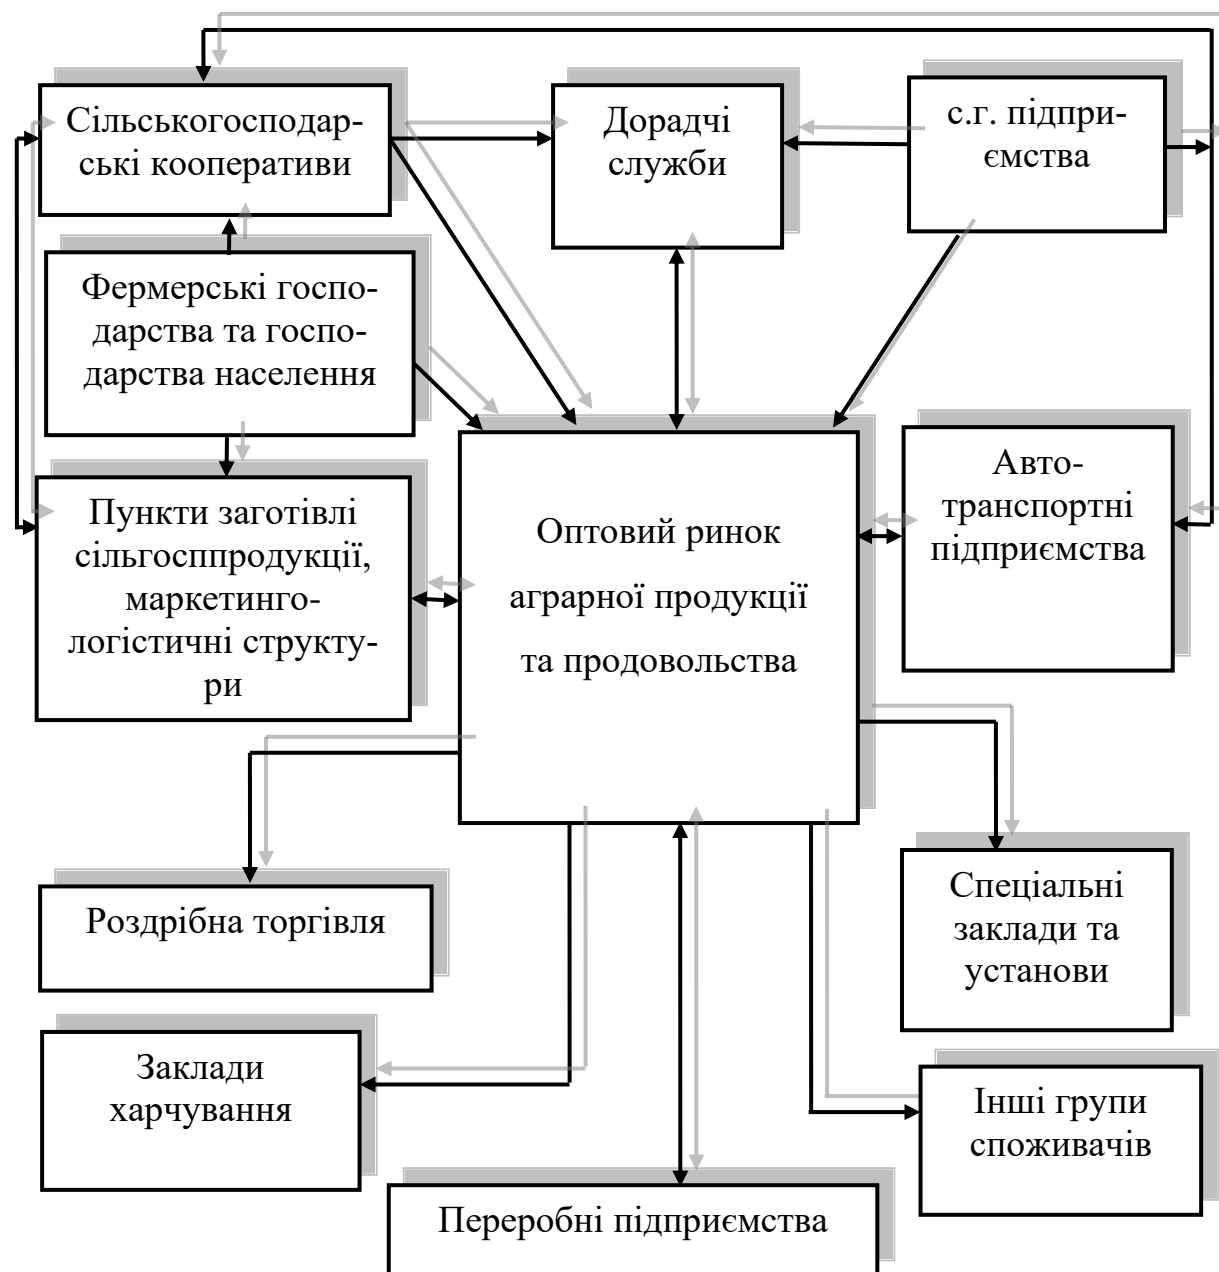 Сільськогосподар-
ські кооперативи
Дорадчі
служби
с.г. підпри-
ємства
Фермерські госпо-
дарства та госпо-
дарства населення
Пункти заготівлі
сільгосппродукції,
маркетинго-
логістичні структу-
ри
Оптовий ринок
аграрної продукції
та продовольства
Авто-
транспортні
підприємства
Роздрібна торгівля
Спеціальні
заклади та
установи
Заклади
харчування
Інші групи
споживачів
Переробні підприємства